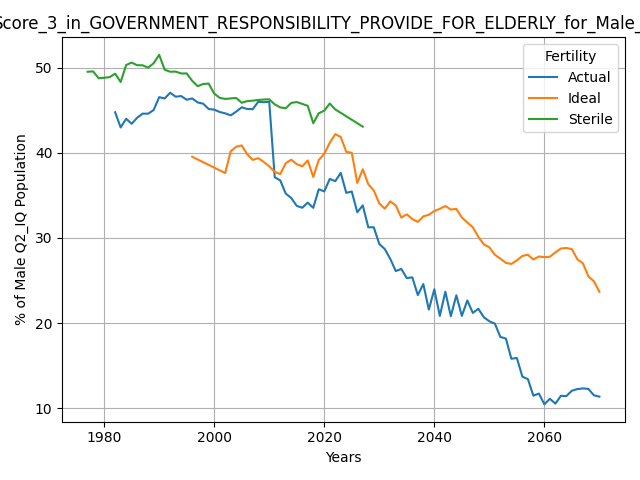 Score_3_in_GOVERNMENT_RESPONSIBILITY_PROVIDE_FOR_ELDERLY_for_Male_
Fertility
Actual
Ideal
Sterile
% of Male Q2_IQ Population
50
40
30
20
10
1980 2000 2020 2040 2060
Years